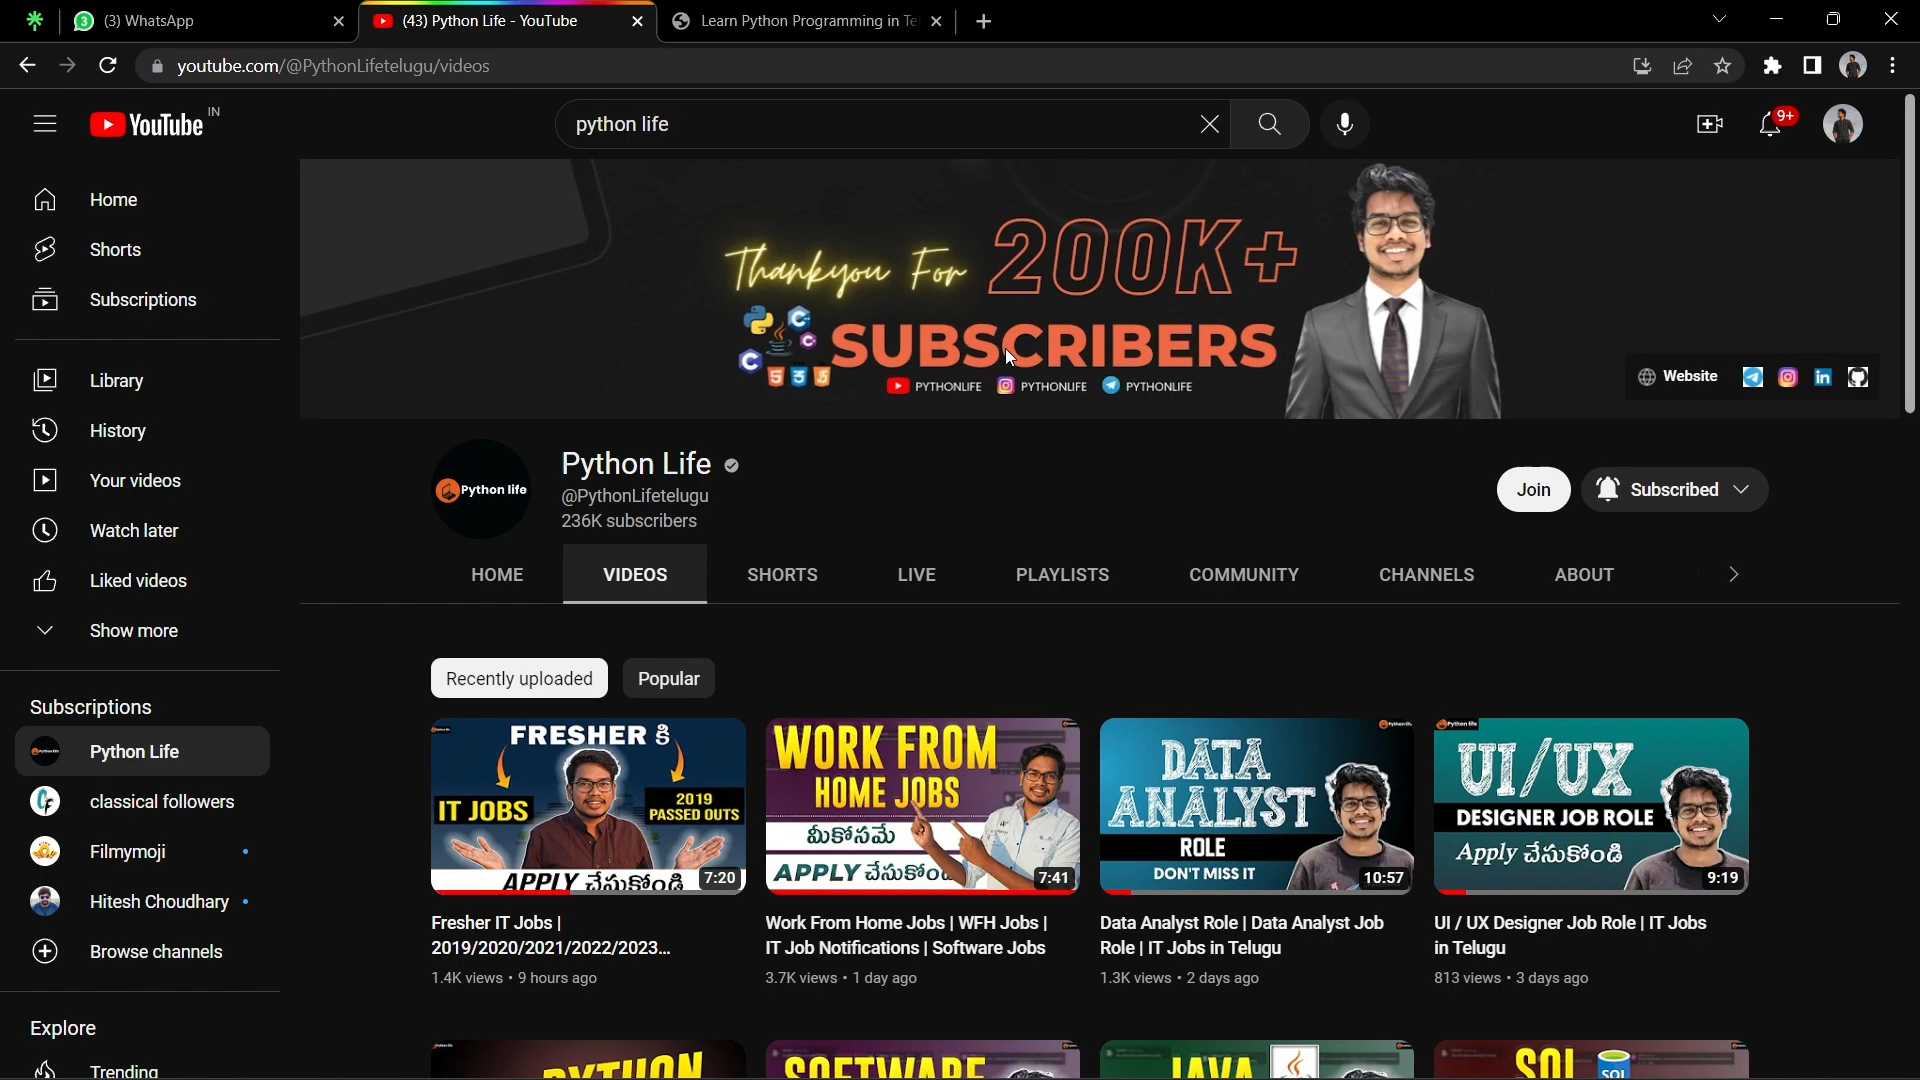 (3) WhatsApp
(43) Python Life - YouTube
Learn Python Programming in Te
youtube.com/@PythonLifetelugu/videos
YouTube IN
python life
9+
Home
Shorts
Subscriptions
Library
History
Your videos
Watch later
Liked videos
Show more
Subscriptions
Python Life
classical followers
Filmymoji
Hitesh Choudhary
Browse channels
Explore
Trending
Thankyou For 200K+
SUBSCRIBERS
PYTHONLIFE PYTHONLIFE PYTHONLIFE
Website
Python life
Python Life
@PythonLifetelugu
236K subscribers
Join
Subscribed
HOME VIDEOS SHORTS LIVE PLAYLISTS COMMUNITY CHANNELS ABOUT
Recently uploaded
Popular
FRESHER కి
IT JOBS
2019
PASSED OUTS
APPLY చేసుకోండి
7:20
Fresher IT Jobs |
2019/2020/2021/2022/2023...
1.4K views • 9 hours ago
WORK FROM
HOME JOBS
మీకోసమే
APPLY చేసుకోం
7:41
Work From Home Jobs | WFH Jobs |
IT Job Notifications | Software Jobs
3.7K views • 1 day ago
DATA
ANALYST
ROLE
DON'T MISS IT
10:57
Data Analyst Role | Data Analyst Job
Role | IT Jobs in Telugu
1.3K views • 2 days ago
Python life
UI/UX
DESIGNER JOB ROLE
Apply చేసుకోండి
9:19
UI / UX Designer Job Role | IT Jobs
in Telugu
813 views • 3 days ago
PYTHON
SOFTWARE
JAVA
SQL
SQL